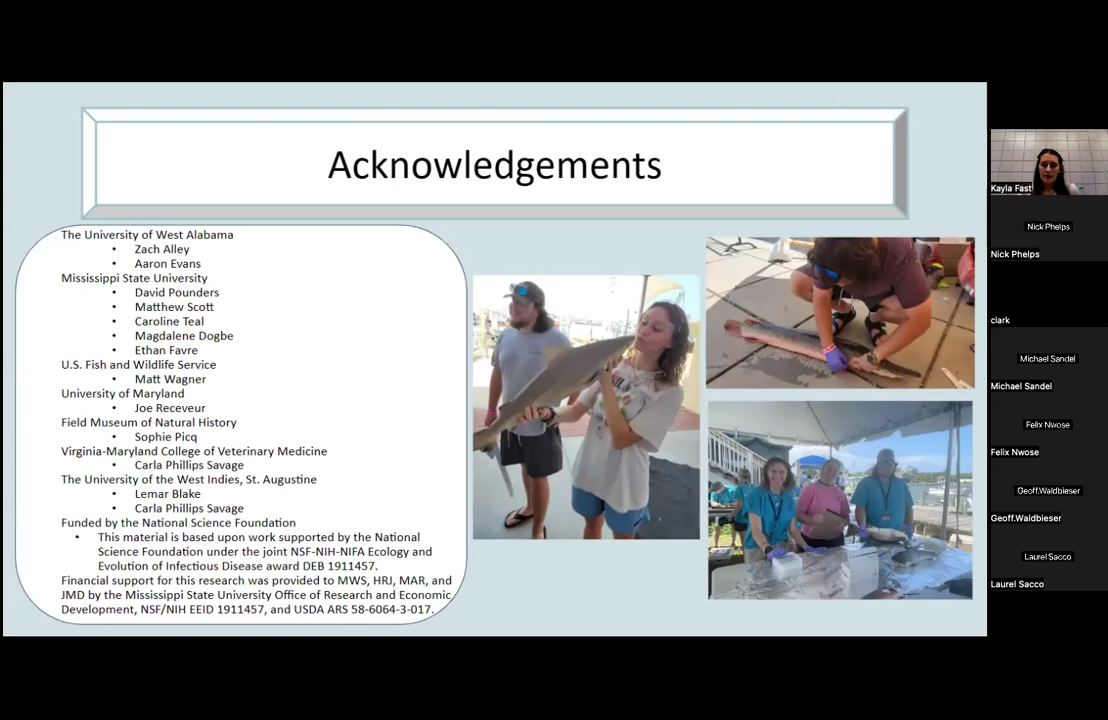 Acknowledgements
The University of West Alabama
• Zach Alley
• Aaron Evans
Mississippi State University
• David Pounders
• Matthew Scott
• Caroline Teal
• Magdalene Dogbe
• Ethan Favre
U.S. Fish and Wildlife Service
• Matt Wagner
University of Maryland
• Joe Receveur
Field Museum of Natural History
• Sophie Picq
Virginia-Maryland College of Veterinary Medicine
• Carla Phillips Savage
The University of the West Indies, St. Augustine
• Lemar Blake
• Carla Phillips Savage
Funded by the National Science Foundation
• This material is based upon work supported by the National
Science Foundation under the joint NSF-NIH-NIFA Ecology and
Evolution of Infectious Disease award DEB 1911457.
Financial support for this research was provided to MWS, HRJ, MAR, and
JMD by the Mississippi State University Office of Research and Economic
Development, NSF/NIH EEID 1911457, and USDA ARS 58-6064-3-017.
Kayla Fast
Nick Phelps
Nick Phelps
clark
Michael Sandel
Michael Sandel
Felix Nwose
Felix Nwose
Geoff.Waldbieser
Geoff.Waldbieser
Laurel Sacco
Laurel Sacco